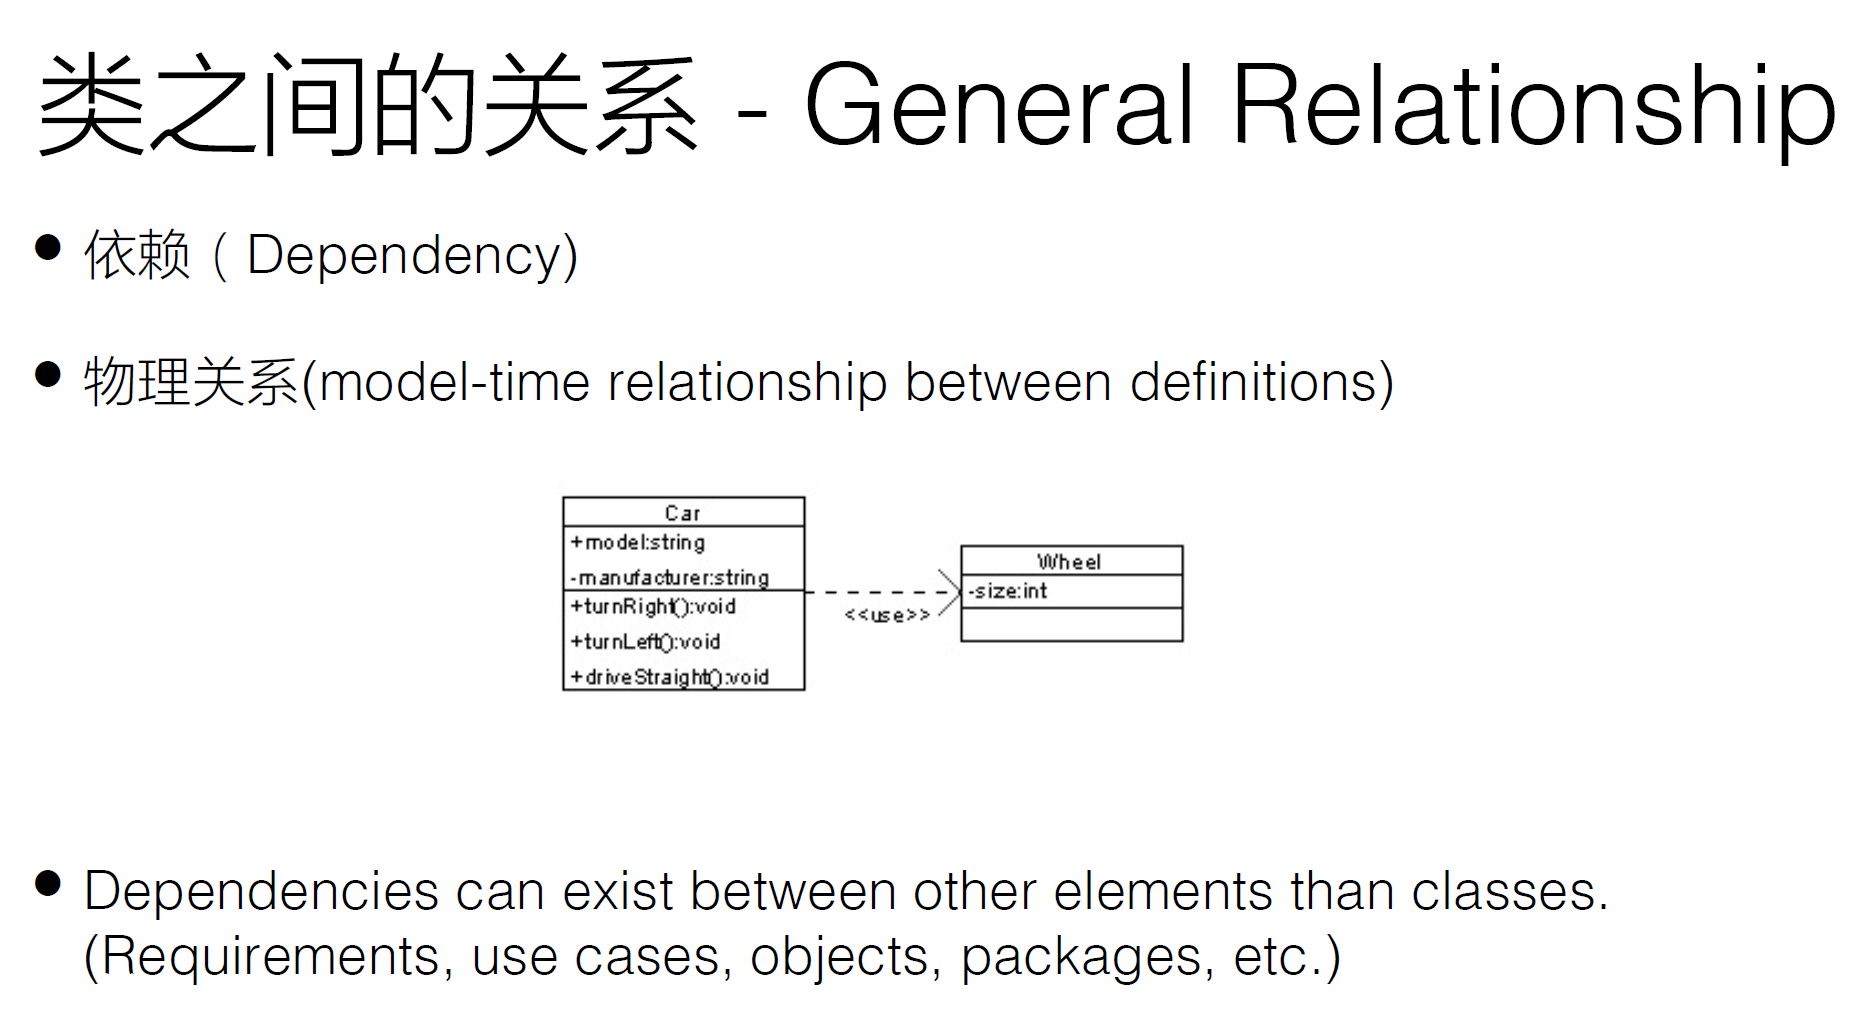 类之间的关系 - General Relationship
● 依赖 ( Dependency)
● 物理关系(model-time relationship between definitions)
Car
+model:string
-manufacturer:string
+turnRight():void
+turnLeft():void
+driveStraight():void
<<use>>
Wheel
-size:int
● Dependencies can exist between other elements than classes.
(Requirements, use cases, objects, packages, etc.)